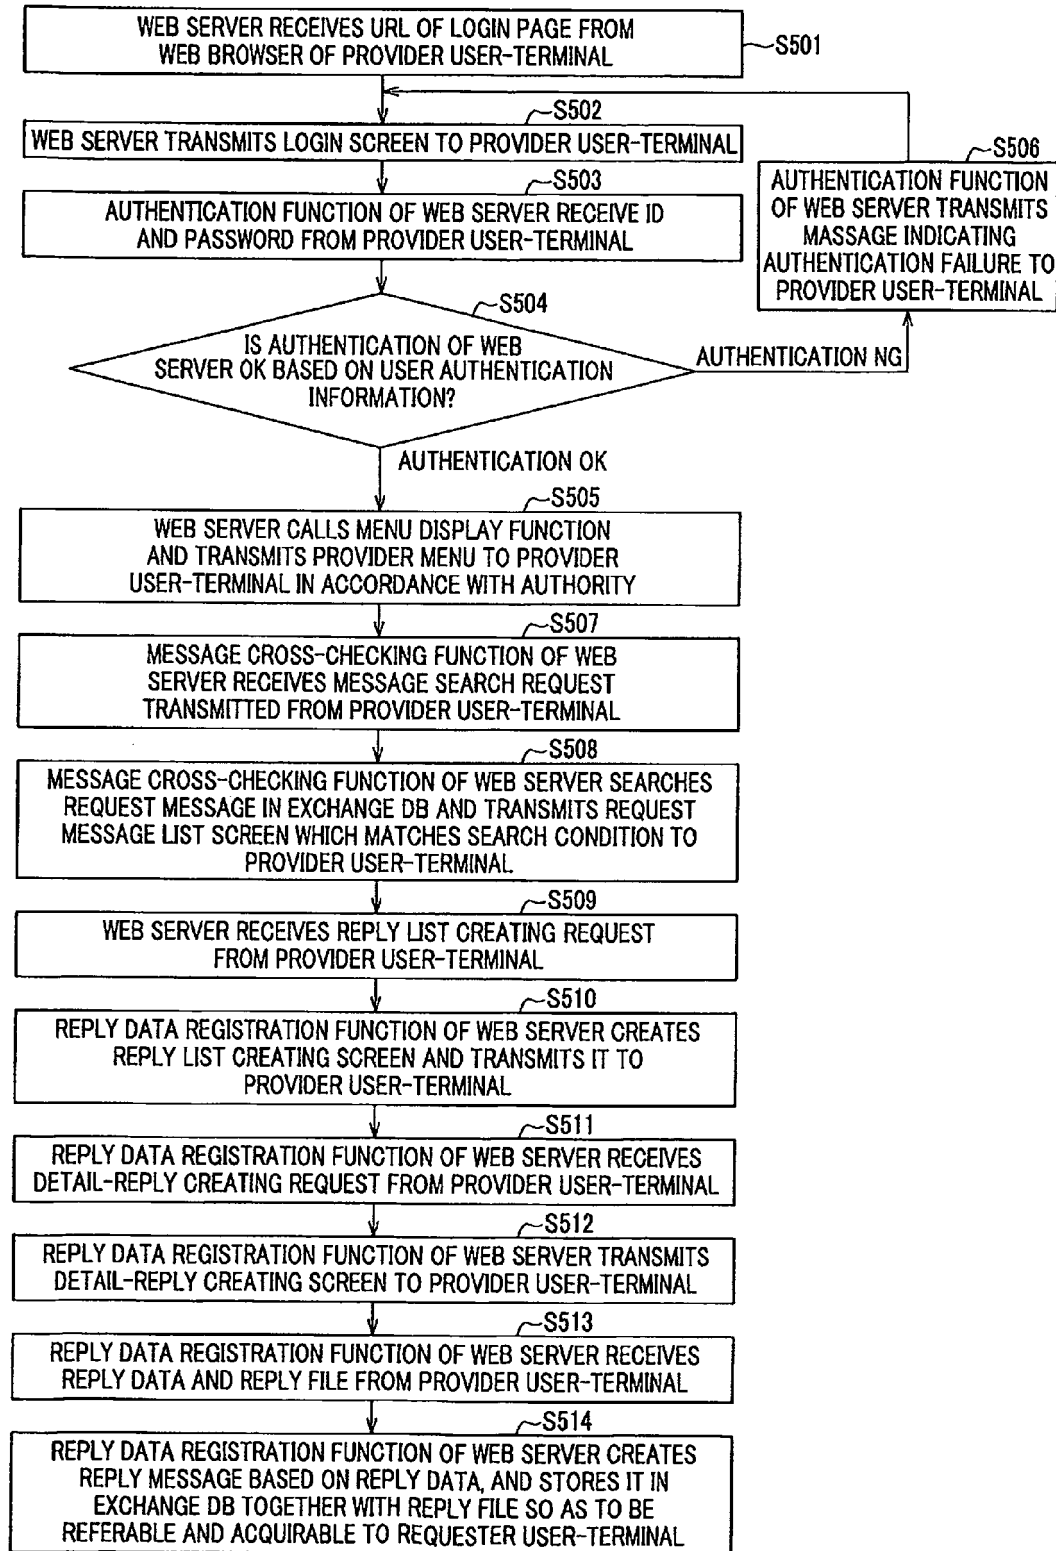 WEB SERVER RECEIVES URL OF LOGIN PAGE FROM
WEB BROWSER OF PROVIDER USER-TERMINAL
S501
S502
WEB SERVER TRANSMITS LOGIN SCREEN TO PROVIDER USER-TERMINAL
S503
AUTHENTICATION FUNCTION OF WEB SERVER RECEIVE ID
AND PASSWORD FROM PROVIDER USER-TERMINAL
S506
AUTHENTICATION FUNCTION
OF WEB SERVER TRANSMITS
MASSAGE INDICATING
AUTHENTICATION FAILURE TO
PROVIDER USER-TERMINAL
S504
IS AUTHENTICATION OF WEB
SERVER OK BASED ON USER AUTHENTICATION
INFORMATION?
AUTHENTICATION NG
AUTHENTICATION OK
S505
WEB SERVER CALLS MENU DISPLAY FUNCTION
AND TRANSMITS PROVIDER MENU TO PROVIDER
USER-TERMINAL IN ACCORDANCE WITH AUTHORITY
S507
MESSAGE CROSS-CHECKING FUNCTION OF WEB
SERVER RECEIVES MESSAGE SEARCH REQUEST
TRANSMITTED FROM PROVIDER USER-TERMINAL
S508
MESSAGE CROSS-CHECKING FUNCTION OF WEB SERVER SEARCHES
REQUEST MESSAGE IN EXCHANGE DB AND TRANSMITS REQUEST
MESSAGE LIST SCREEN WHICH MATCHES SEARCH CONDITION TO
PROVIDER USER-TERMINAL
S509
WEB SERVER RECEIVES REPLY LIST CREATING REQUEST
FROM PROVIDER USER-TERMINAL
S510
REPLY DATA REGISTRATION FUNCTION OF WEB SERVER CREATES
REPLY LIST CREATING SCREEN AND TRANSMITS IT TO
PROVIDER USER-TERMINAL
S511
REPLY DATA REGISTRATION FUNCTION OF WEB SERVER RECEIVES
DETAIL-REPLY CREATING REQUEST FROM PROVIDER USER-TERMINAL
S512
REPLY DATA REGISTRATION FUNCTION OF WEB SERVER TRANSMITS
DETAIL-REPLY CREATING SCREEN TO PROVIDER USER-TERMINAL
S513
REPLY DATA REGISTRATION FUNCTION OF WEB SERVER RECEIVES
REPLY DATA AND REPLY FILE FROM PROVIDER USER-TERMINAL
S514
REPLY DATA REGISTRATION FUNCTION OF WEB SERVER CREATES
REPLY MESSAGE BASED ON REPLY DATA, AND STORES IT IN
EXCHANGE DB TOGETHER WITH REPLY FILE SO AS TO BE
REFERABLE AND ACQUIRABLE TO REQUESTER USER-TERMINAL